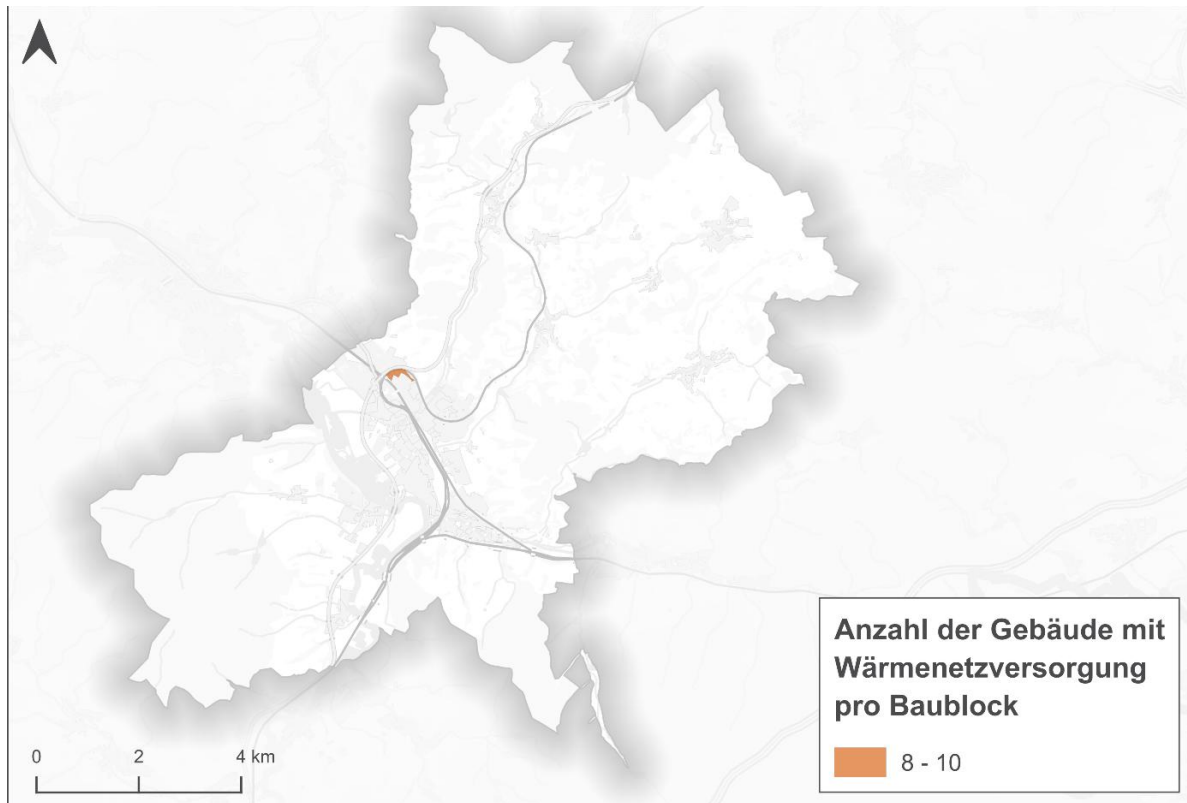 Anzahl der Gebäude mit
Wärmenetzversorgung
pro Baublock
8 - 10
0 2 4 km